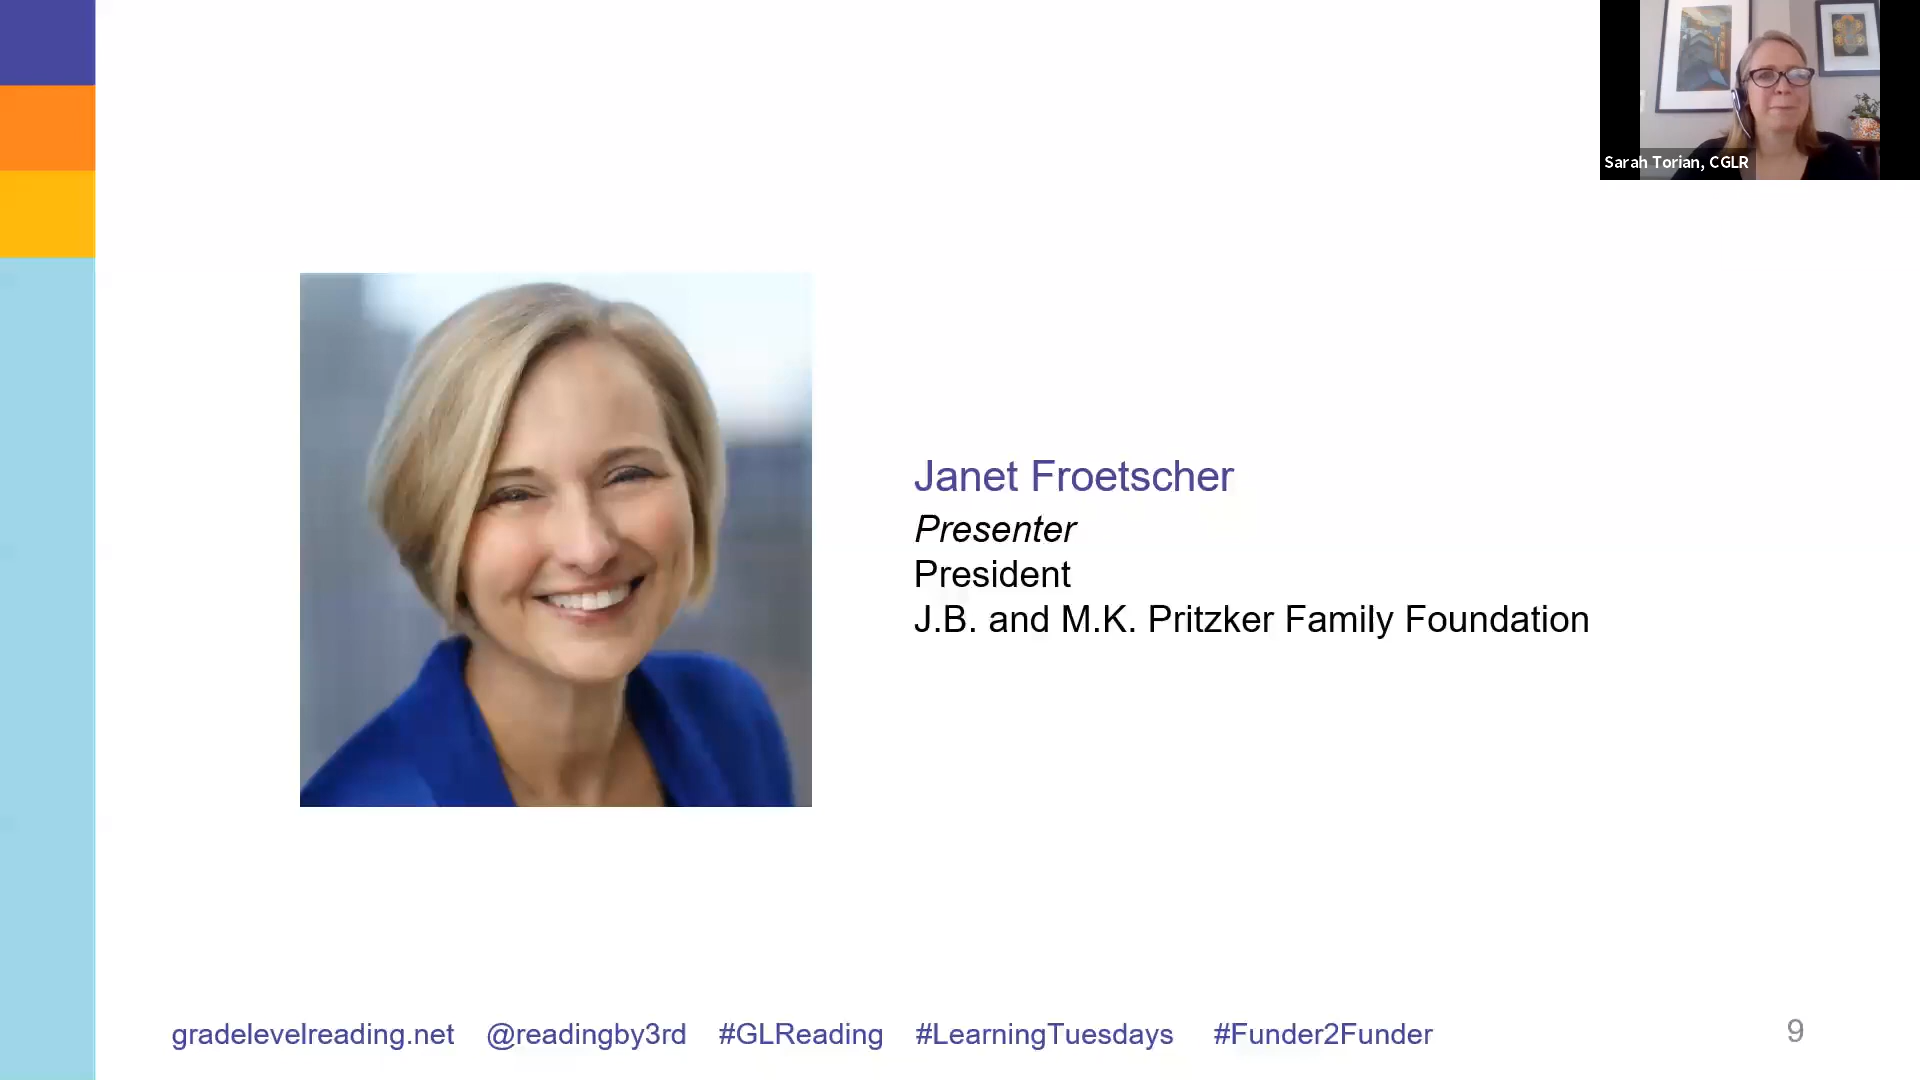 Sarah Torian, CGLR
Janet Froetscher
Presenter
President
J.B. and M.K. Pritzker Family Foundation
gradelevelreading.net @readingby3rd #GLReading #LearningTuesdays #Funder2Funder 9